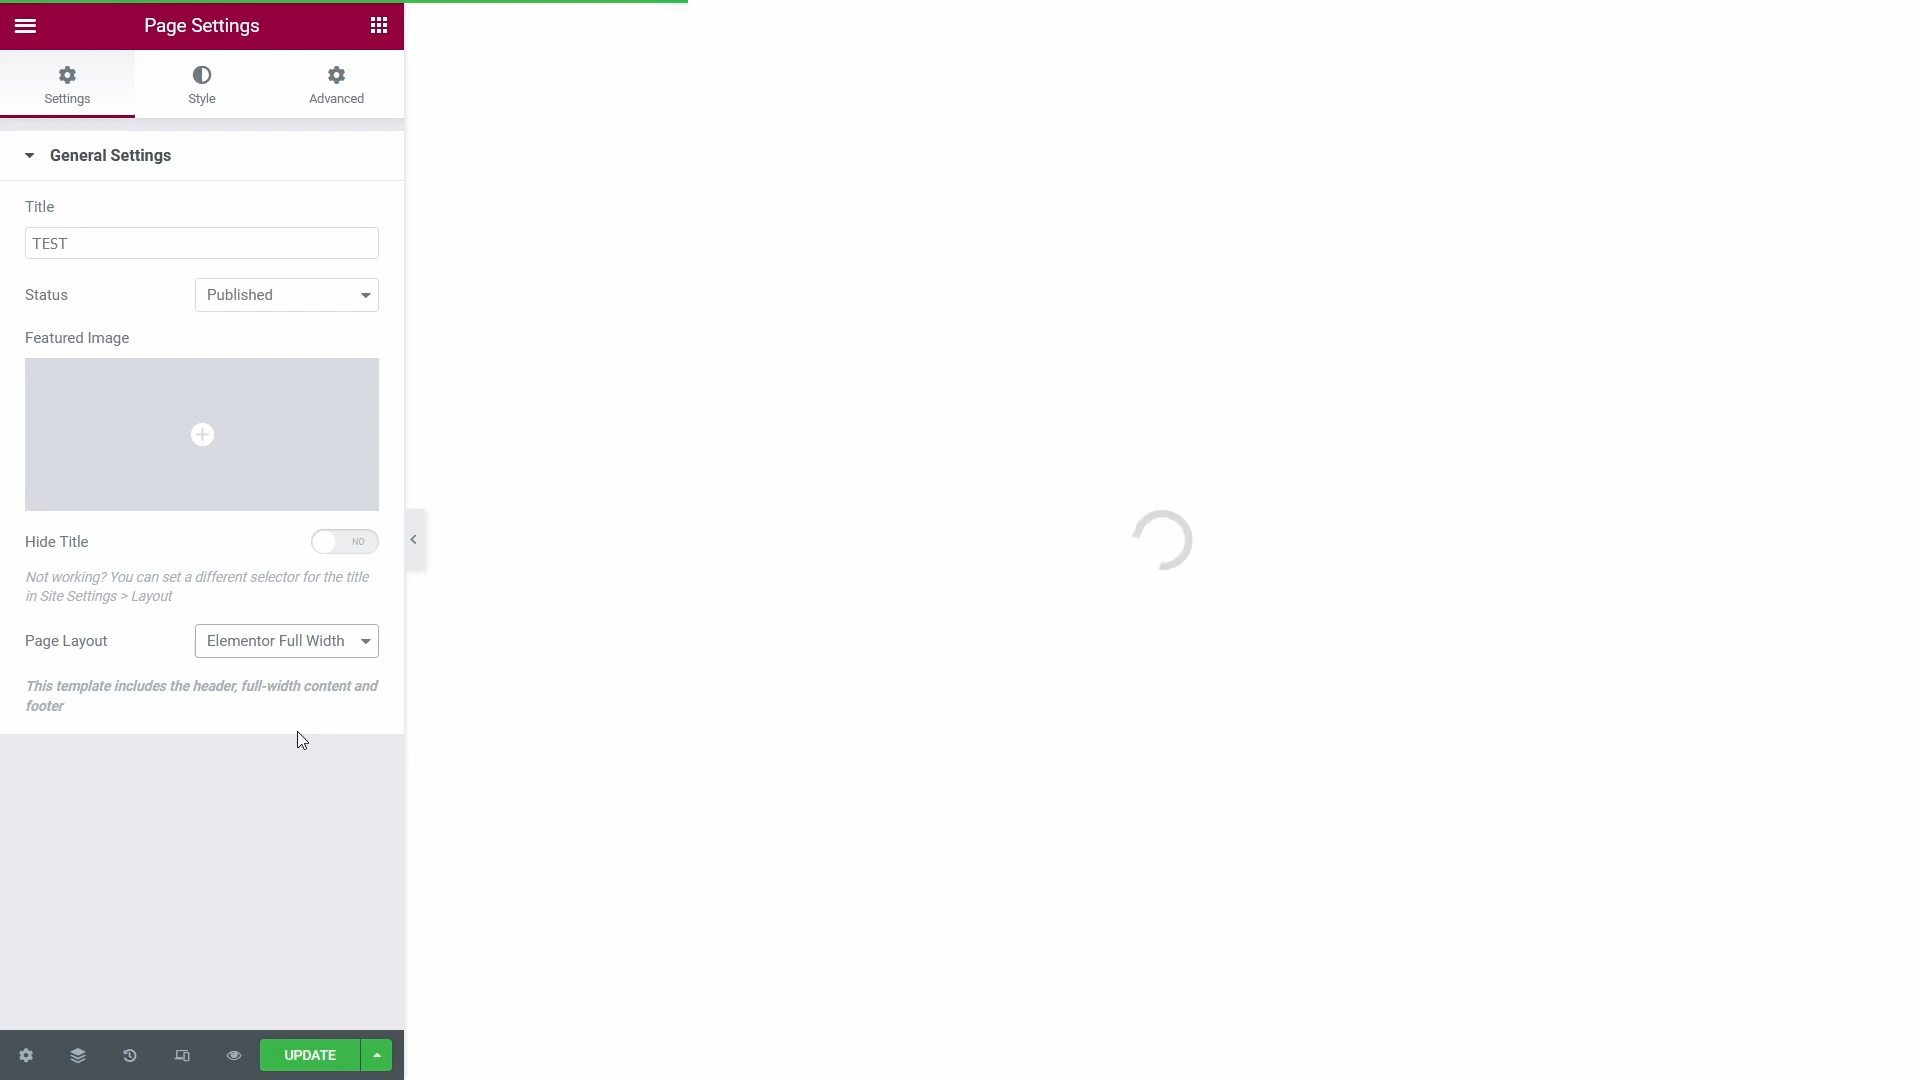 Page Settings
Settings
Style
Advanced
General Settings
Title
TEST
Status
Published
Featured Image
Hide Title
NO
Not working? You can set a different selector for the title
in Site Settings > Layout
Page Layout
Elementor Full Width
This template includes the header, full-width content and
footer
UPDATE